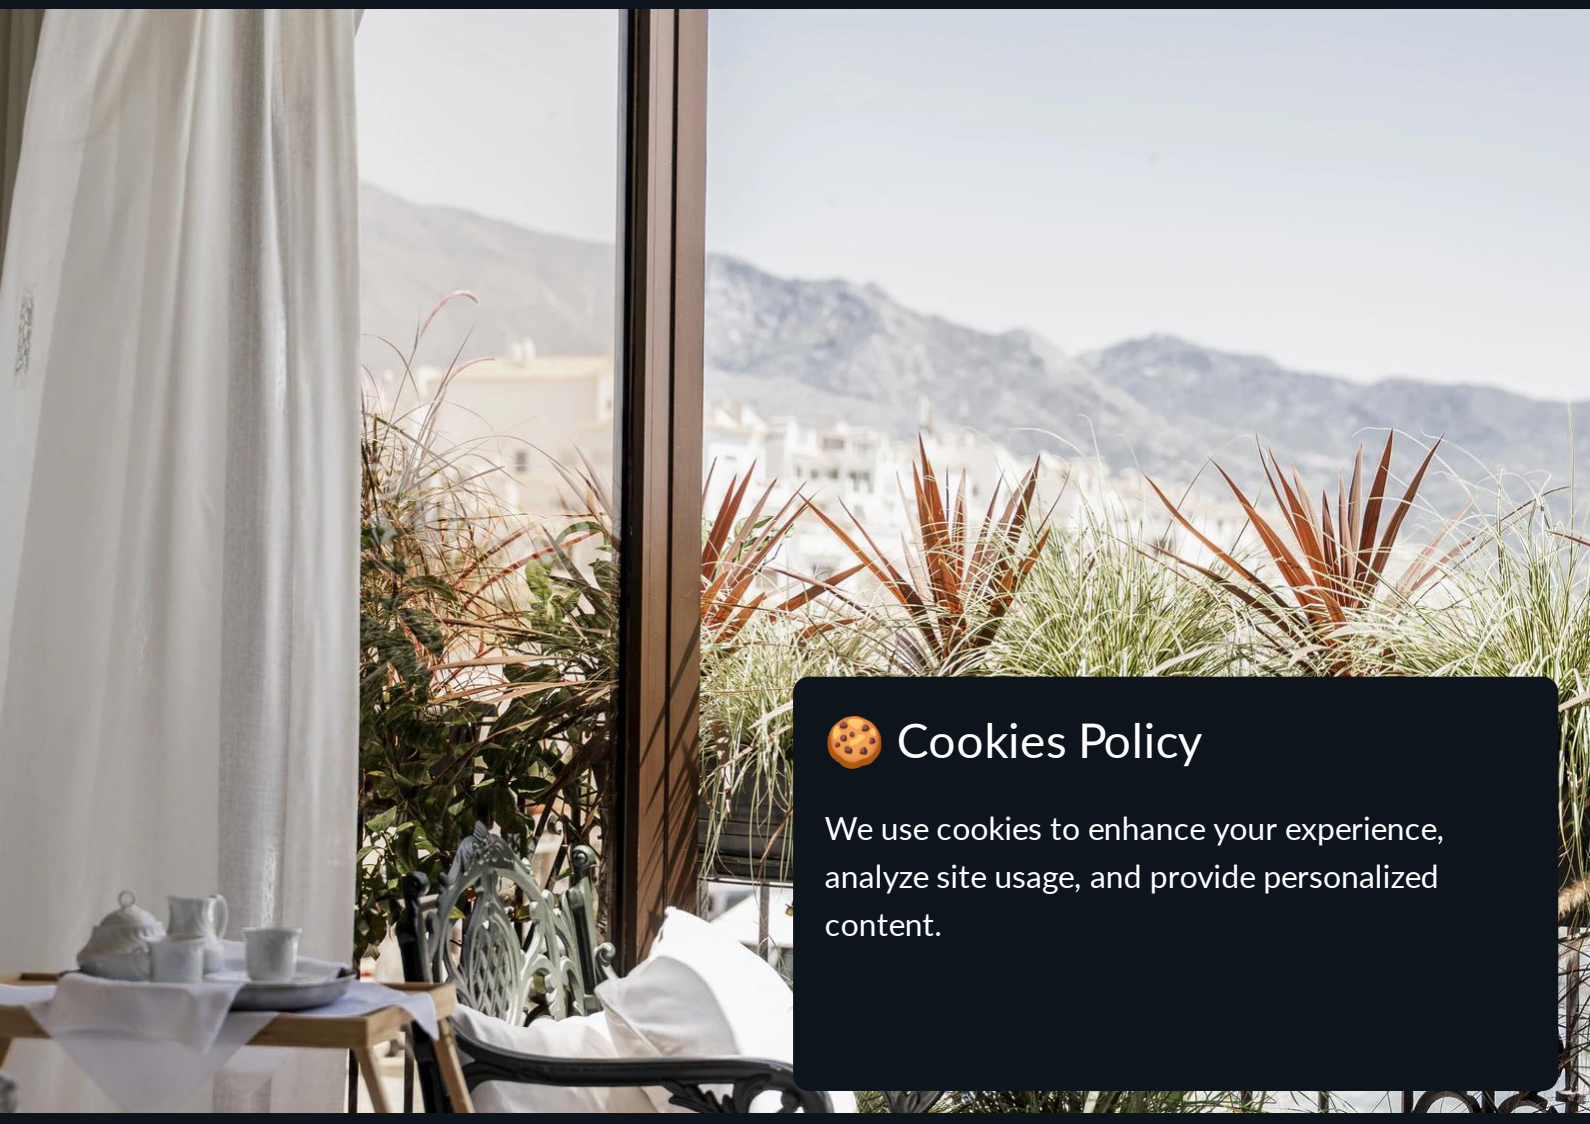 🍪 Cookies Policy
We use cookies to enhance your experience,
analyze site usage, and provide personalized
content.